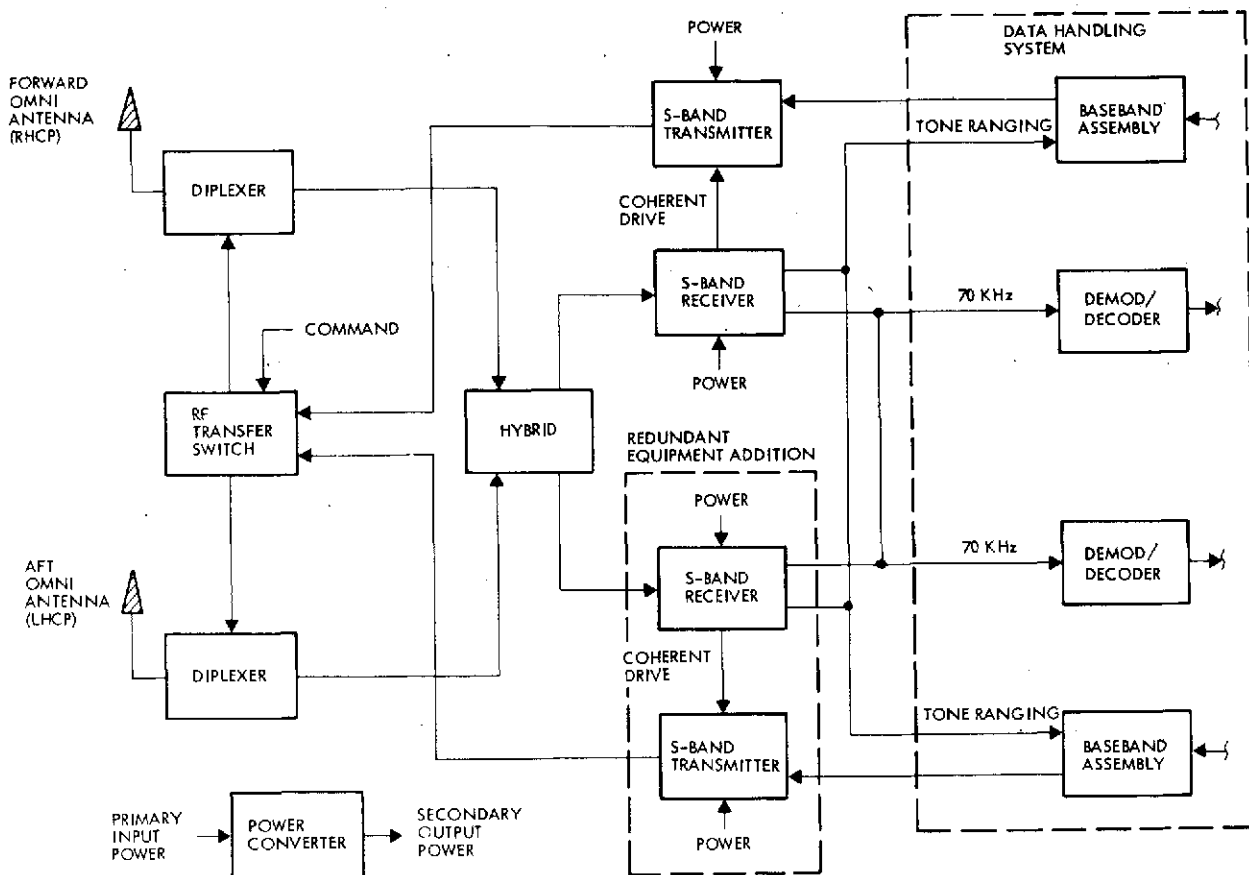 POWER
DATA HANDLING
SYSTEM
FORWARD
OMNI
ANTENNA
(RHCP)
S-BAND
TRANSMITTER
BASEBAND
ASSEMBLY
TONE RANGING
DIPLEXER
COHERENT
DRIVE
S-BAND
RECEIVER
70 KHz
DEMOD/
DECODER
COMMAND
POWER
RF
TRANSFER
SWITCH
HYBRID
REDUNDANT
EQUIPMENT ADDITION
POWER
AFT
OMNI
ANTENNA
(LHCP)
S-BAND
RECEIVER
70 KHz
DEMOD/
DECODER
DIPLEXER
COHERENT
DRIVE
TONE RANGING
S-BAND
TRANSMITTER
BASEBAND
ASSEMBLY
PRIMARY
INPUT
POWER
POWER
CONVERTER
SECONDARY
OUTPUT
POWER
POWER